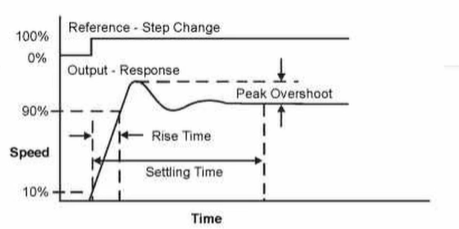 Reference - Step Change
100%
0%
Output - Response
Peak Overshoot
90%
Rise Time
Speed
Settling Time
10%
Time